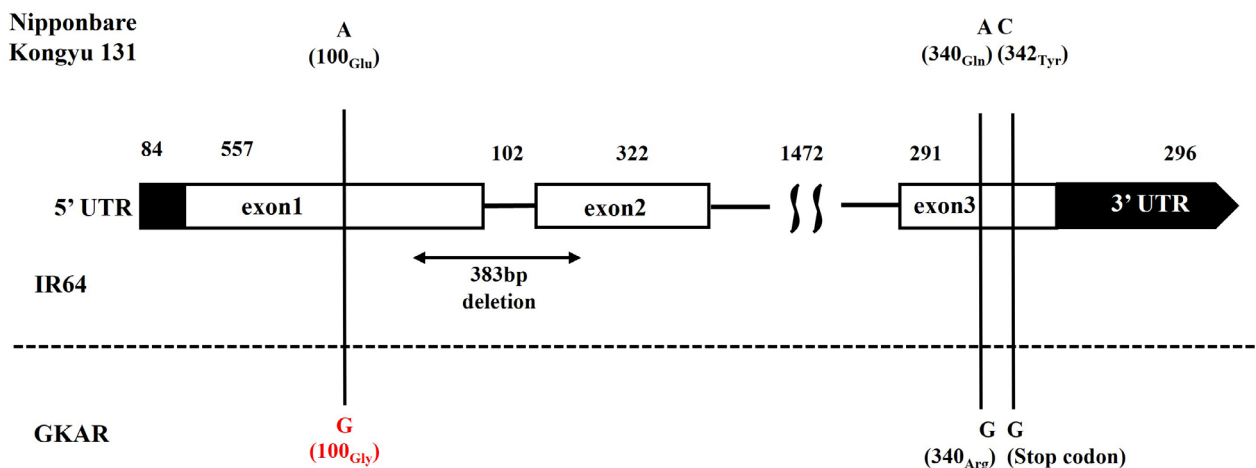 Nipponbare
Kongyu 131
A
(100Glu)
A C
(340Gln) (342Tyr)
84 557 102 322 1472 291 296
5' UTR exon1 exon2 exon3 3' UTR
383bp
deletion
IR64
GKAR
G
(100Gly)
G G
(340Arg) (Stop codon)